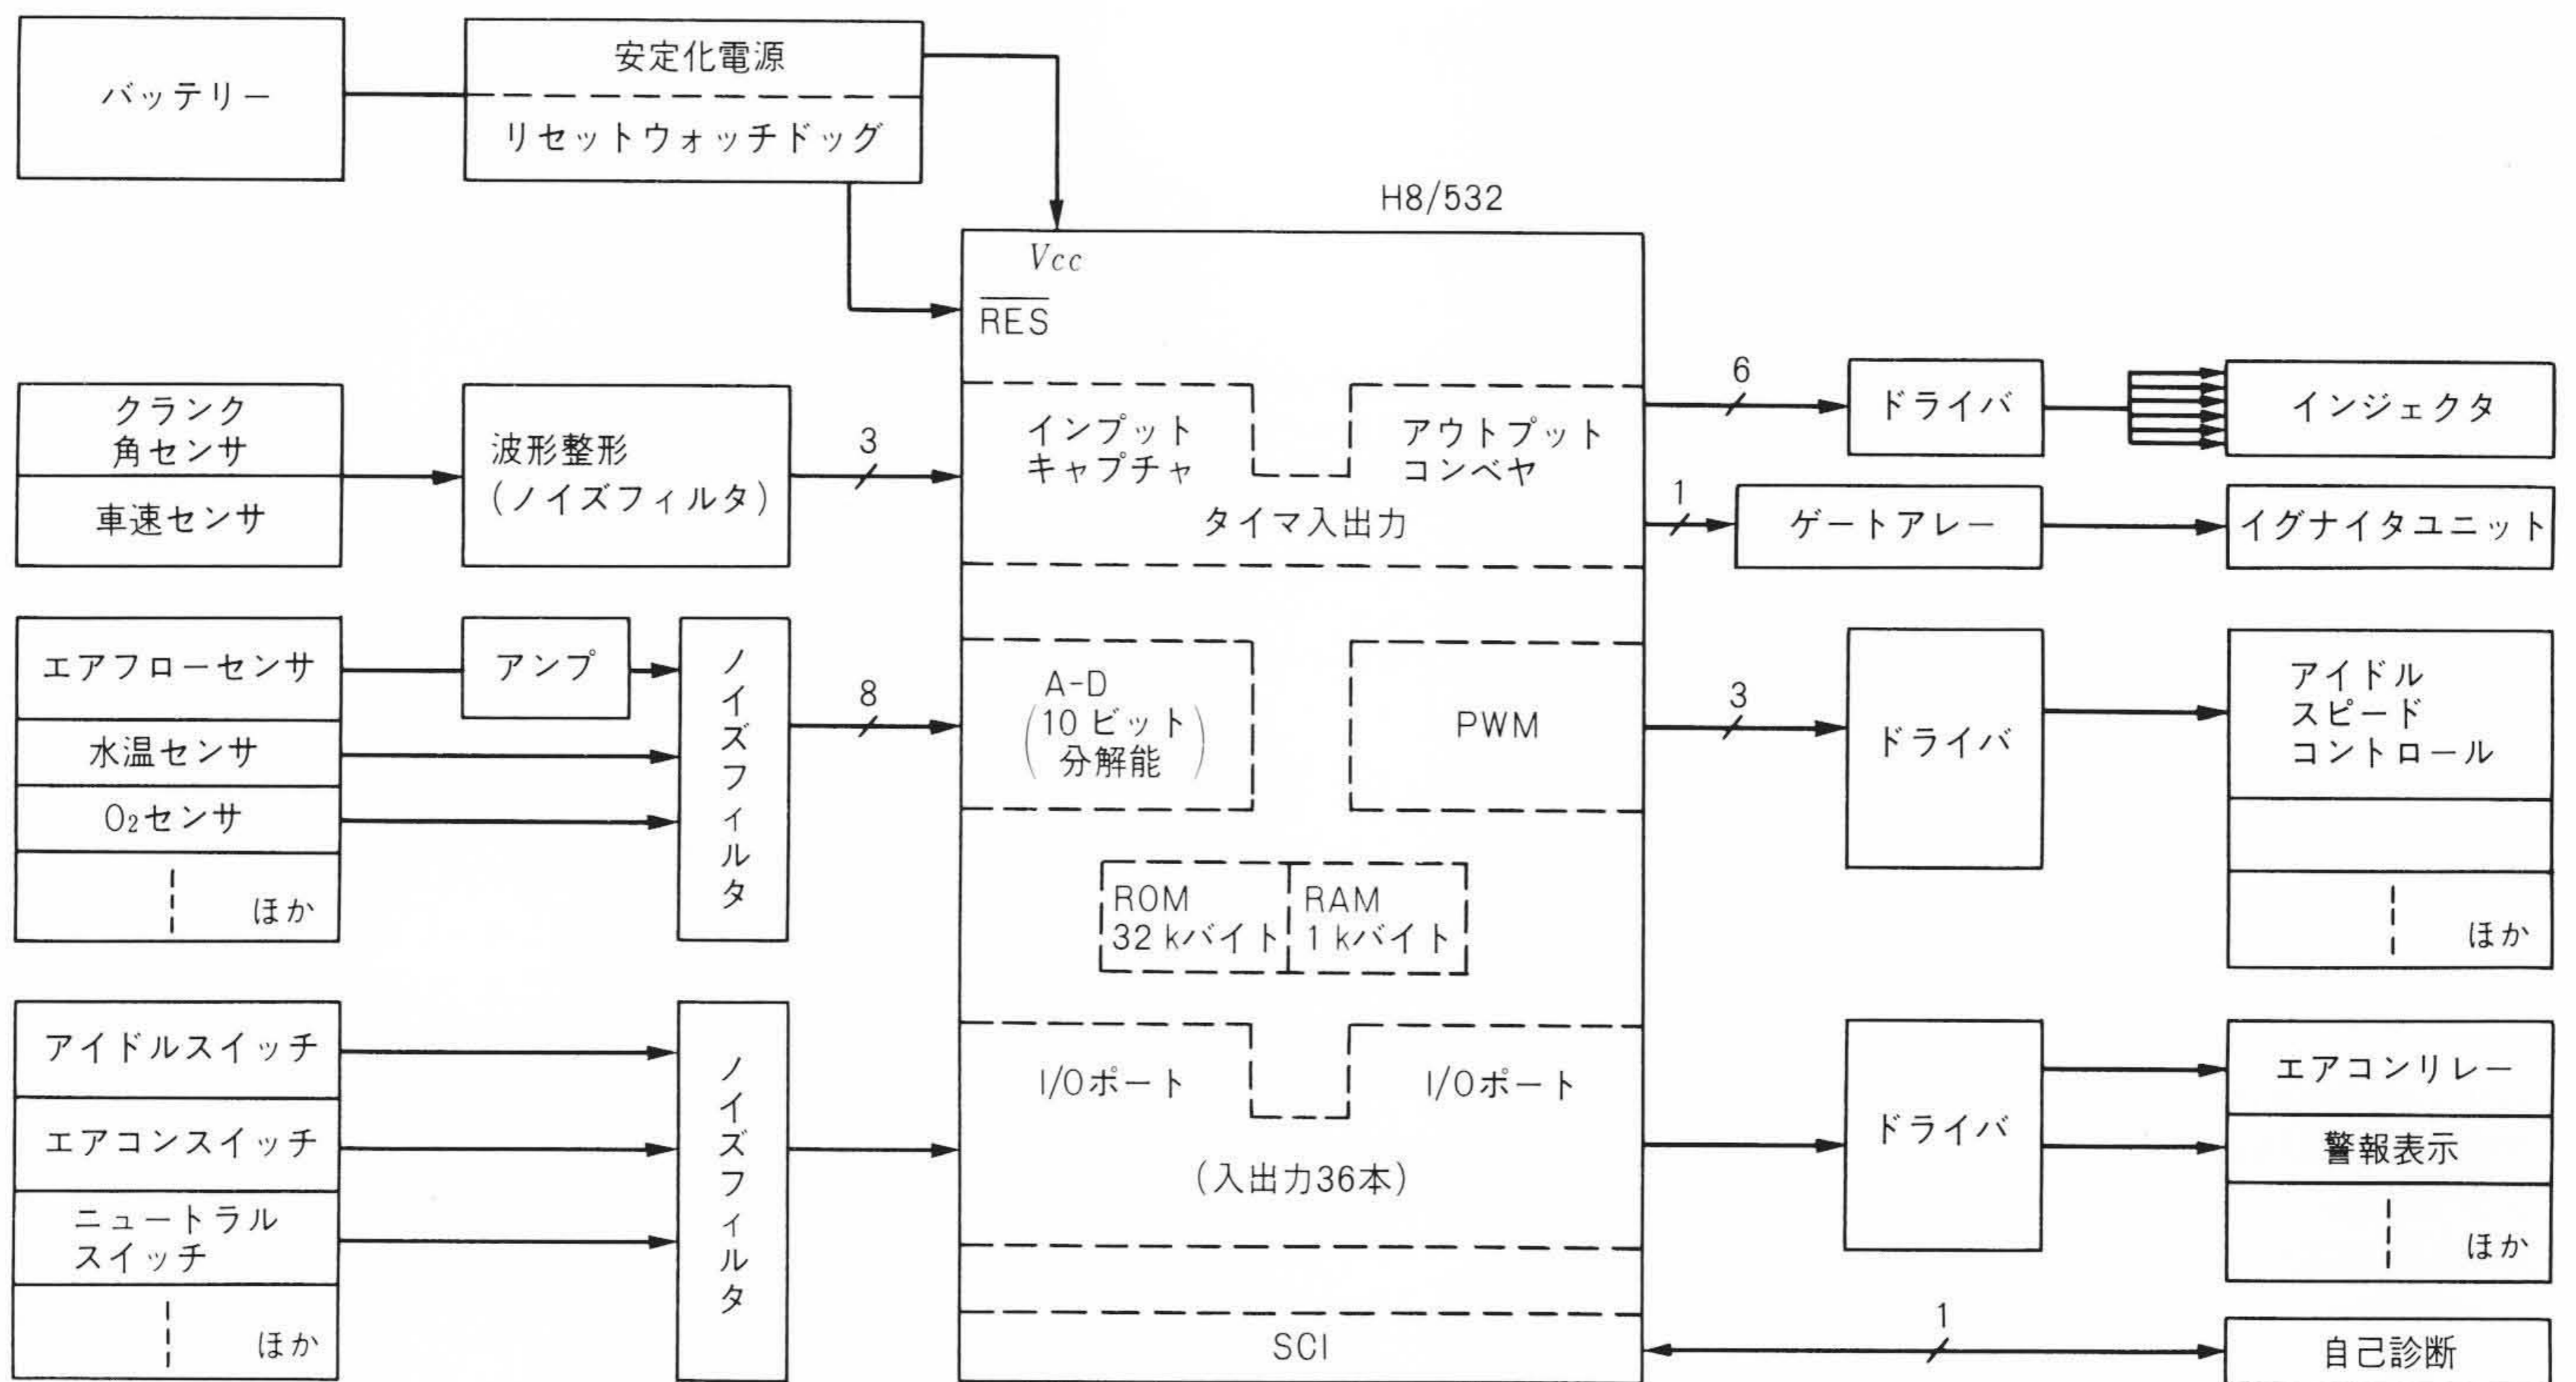 バッテリー
安定化電源
リセットウォッチドッグ
H8/532
Vcc
RES
クランク
角センサ
車速センサ
波形整形
(ノイズフィルタ)
3
インプット
キャプチャ
アウトプット
コンベヤ
タイマ入出力
6
ドライバ
インジェクタ
1
ゲートアレー
イグナイタユニット
エアフローセンサ
水温センサ
O₂センサ
ほか
アンプ
ノイズフィルタ
8
A-D
(10ビット
分解能)
PWM
3
ドライバ
アイドル
スピード
コントロール
ほか
ROM
32 kバイト
RAM
1 kバイト
アイドルスイッチ
エアコンスイッチ
ニュートラル
スイッチ
ほか
ノイズフィルタ
I/Oポート
I/Oポート
(入出力36本)
ドライバ
エアコンリレー
警報表示
ほか
SCI
1
自己診断